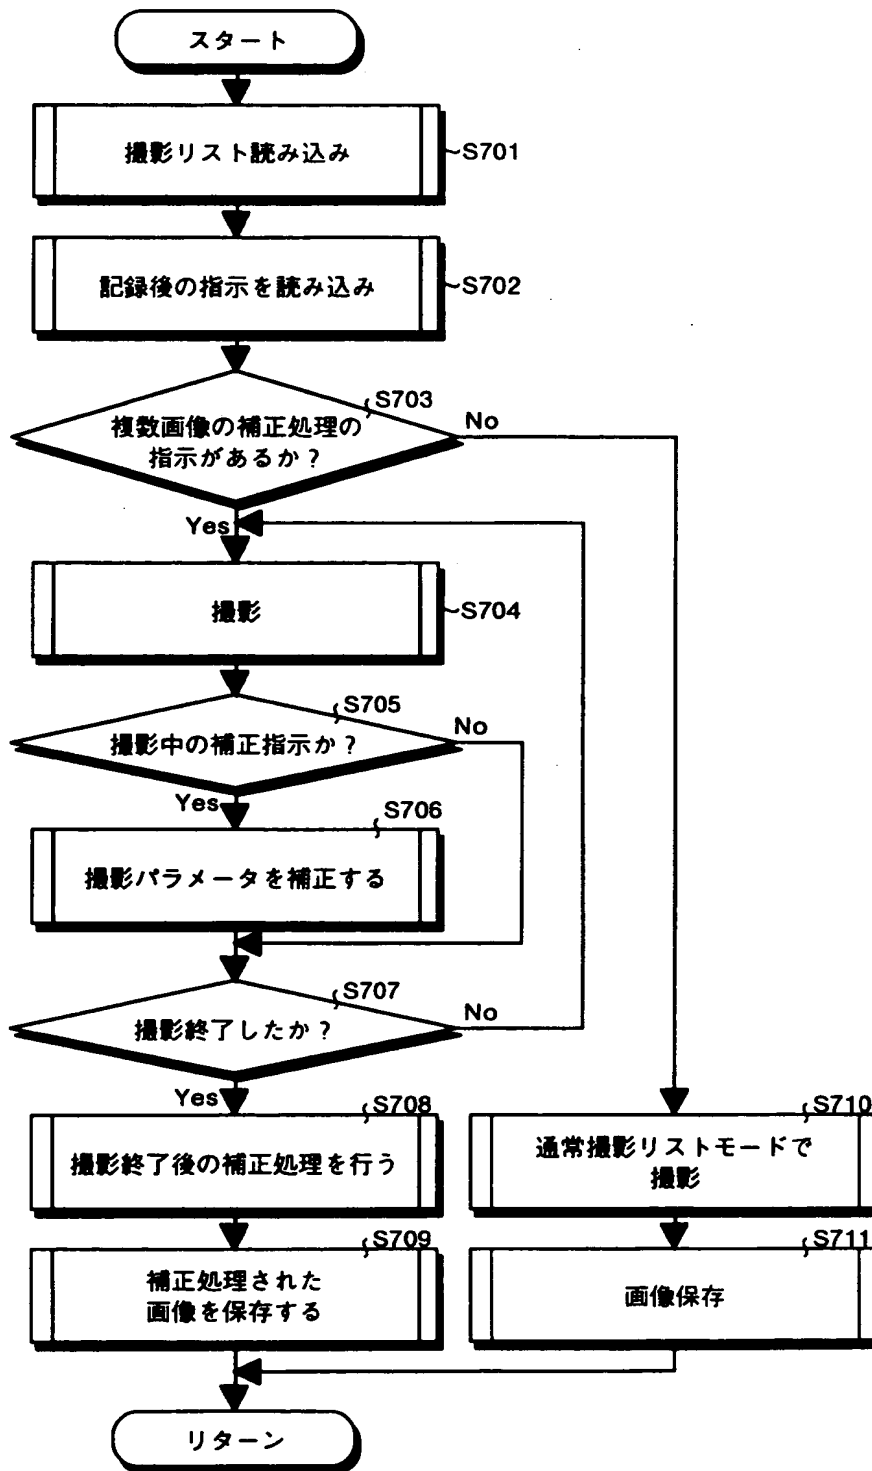 スタート
撮影リスト読み込み
S701
記録後の指示を読み込み
S702
S703
複数画像の補正処理の
指示があるか?
No
Yes
撮影
S704
S705
撮影中の補正指示か?
No
Yes
S706
撮影パラメータを補正する
S707
撮影終了したか?
No
Yes
S708
撮影終了後の補正処理を行う
S710
通常撮影リストモードで
撮影
S709
補正処理された
画像を保存する
S711
画像保存
リターン